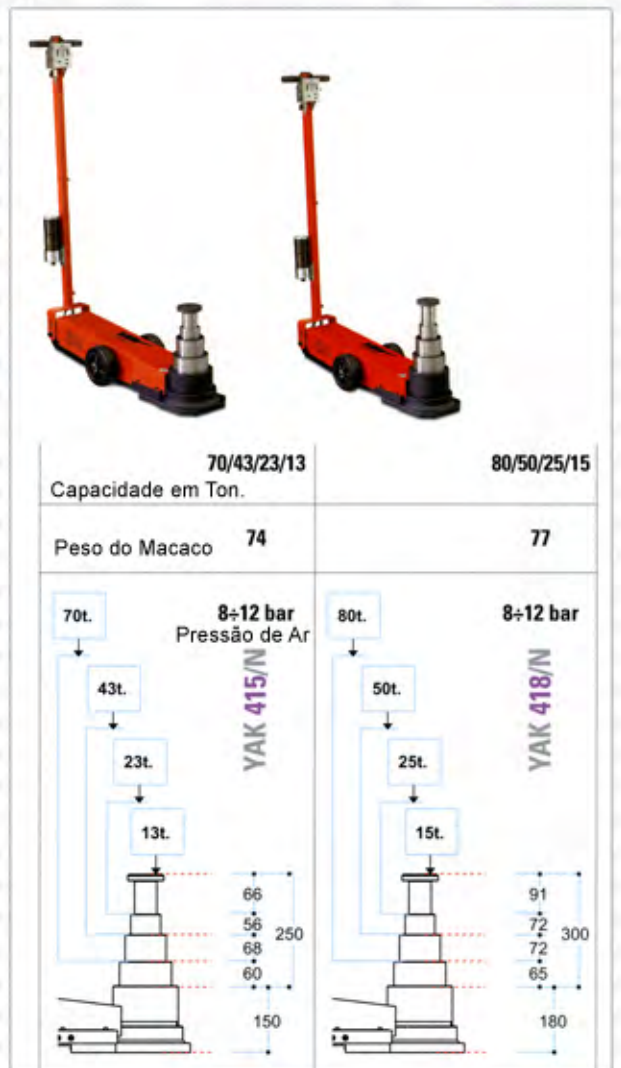 70/43/23/13
80/50/25/15
Capacidade em Ton.
Peso do Macaco
74
77
70t.
8÷12 bar
Pressão de Ar
80t.
8÷12 bar
43t.
YAK 415/N
50t.
YAK 418/N
23t.
25t.
13t.
15t.
66
56
250
68
60
150
91
72
300
72
65
180